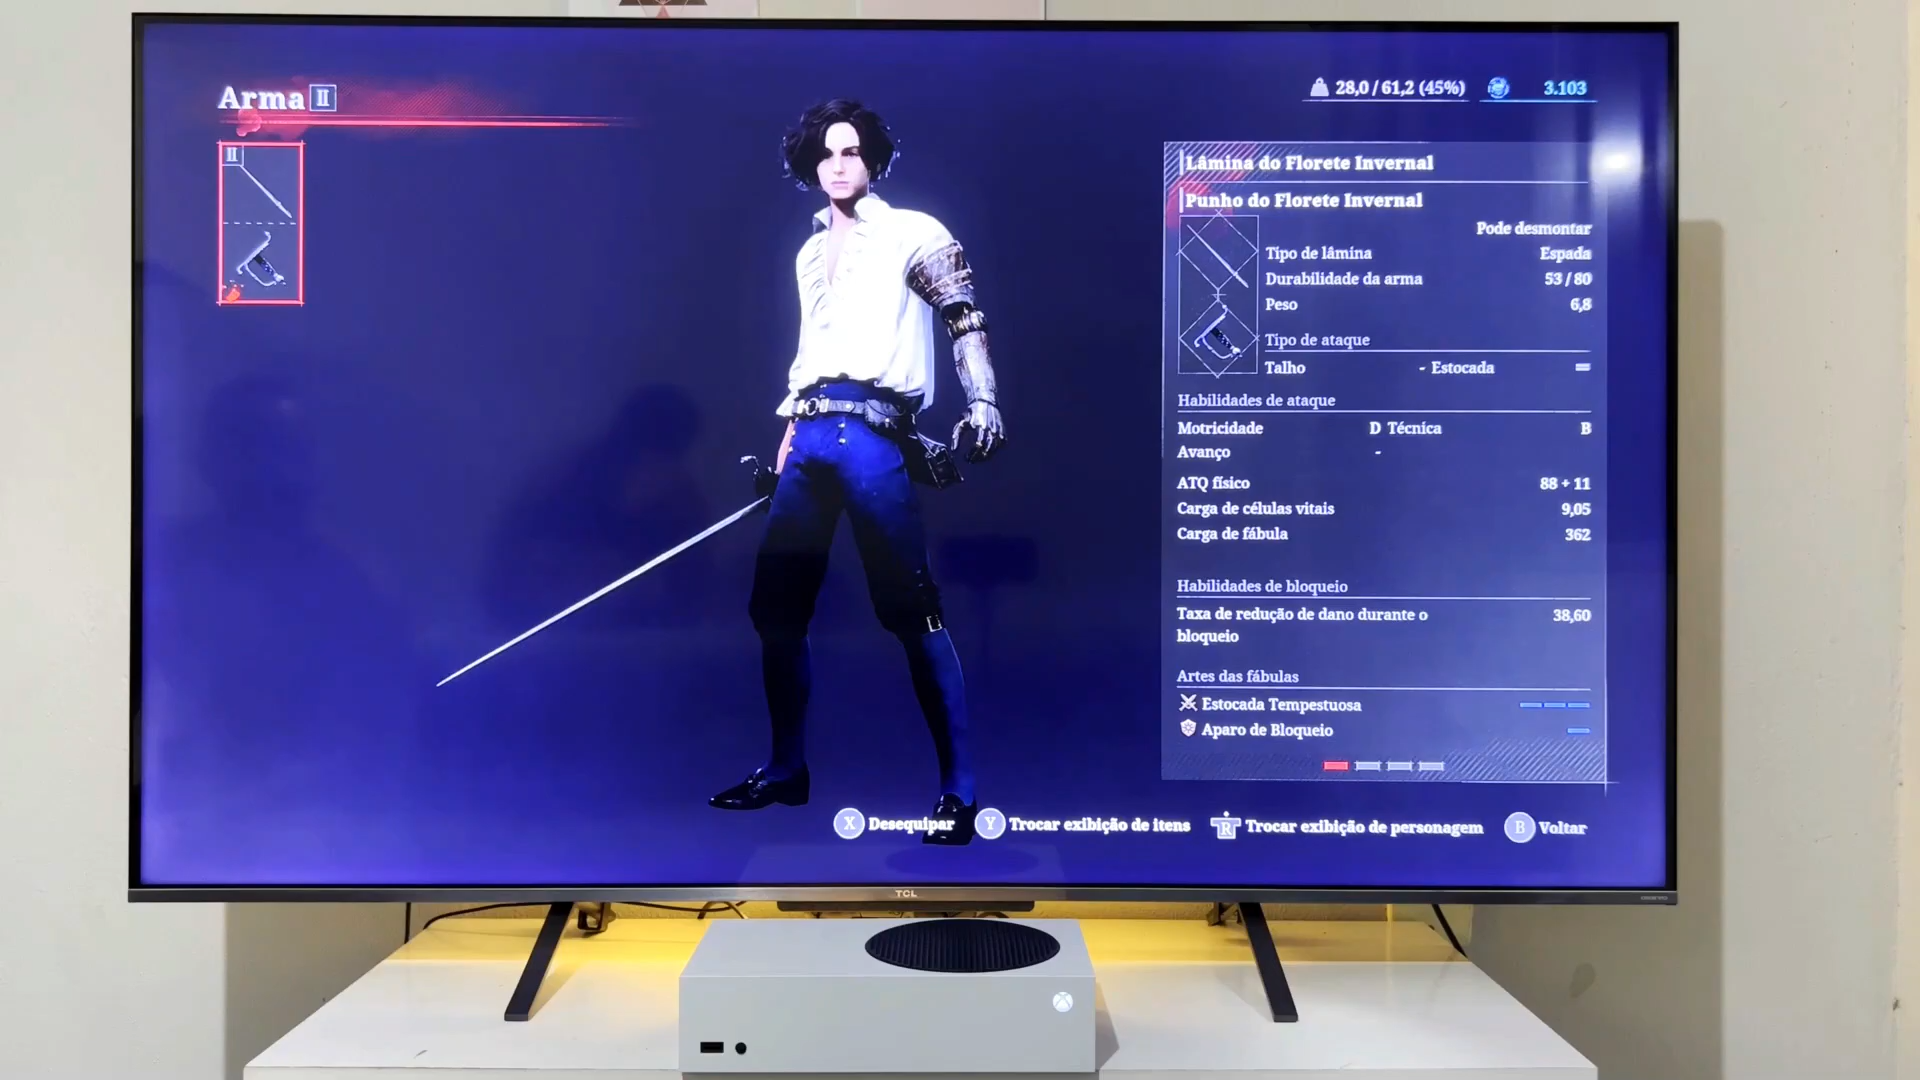 Arma II
28,0 / 61,2 (45%) 3.103
II
Lâmina do Florete Invernal
Punho do Florete Invernal
Pode desmontar
Tipo de lâmina Espada
Durabilidade da arma 53 / 80
Peso 6,8
Tipo de ataque
Talho - Estocada =
Habilidades de ataque
Motricidade D Técnica B
Avanço -
ATQ físico 88 + 11
Carga de células vitais 9,05
Carga de fábula 362
Habilidades de bloqueio
Taxa de redução de dano durante o 38,60
bloqueio
Artes das fábulas
Estocada Tempestuosa
Aparo de Bloqueio
X Desequipar Y Trocar exibição de itens R Trocar exibição de personagem B Voltar
TCL